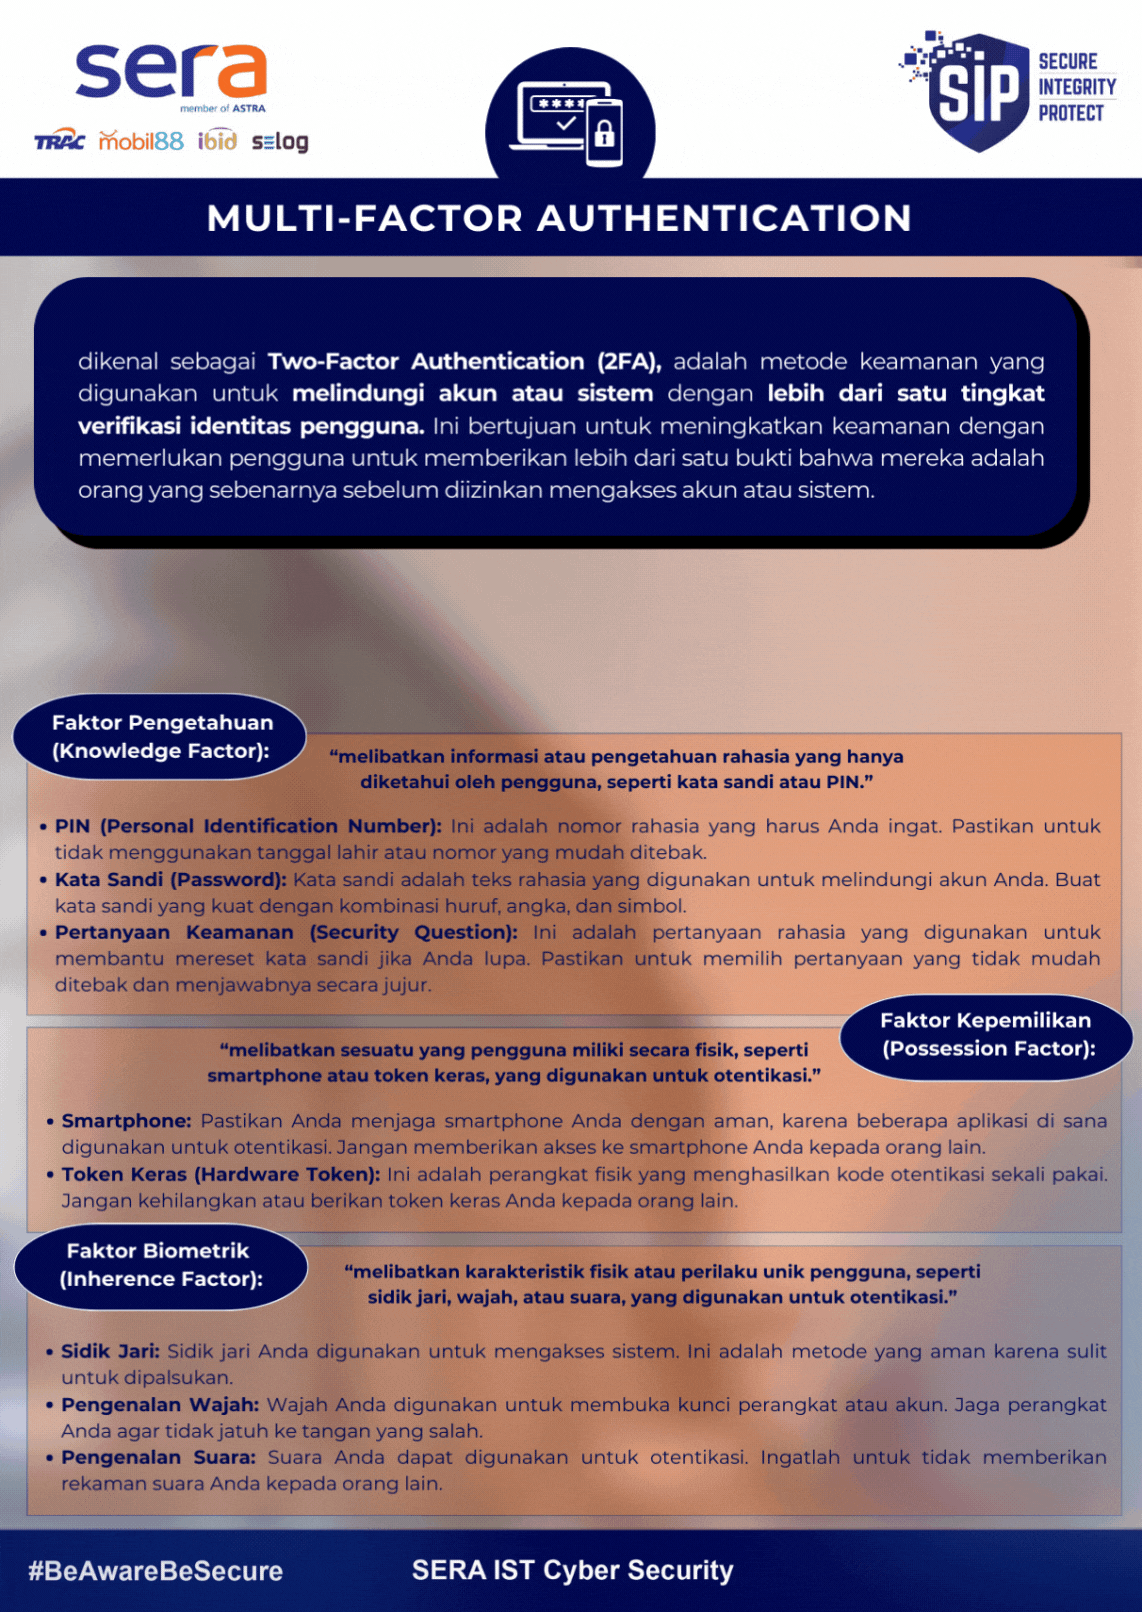 sera
member of ASTRA
TRAC mobil88 ibid selog
****
SIP
SECURE
INTEGRITY
PROTECT
MULTI-FACTOR AUTHENTICATION
dikenal sebagai Two-Factor Authentication (2FA), adalah metode keamanan yang
digunakan untuk melindungi akun atau sistem dengan lebih dari satu tingkat
verifikasi identitas pengguna. Ini bertujuan untuk meningkatkan keamanan dengan
memerlukan pengguna untuk memberikan lebih dari satu bukti bahwa mereka adalah
orang yang sebenarnya sebelum diizinkan mengakses akun atau sistem.
Faktor Pengetahuan
(Knowledge Factor):
“melibatkan informasi atau pengetahuan rahasia yang hanya
diketahui oleh pengguna, seperti kata sandi atau PIN.”
• PIN (Personal Identification Number): Ini adalah nomor rahasia yang harus Anda ingat. Pastikan untuk
tidak menggunakan tanggal lahir atau nomor yang mudah ditebak.
• Kata Sandi (Password): Kata sandi adalah teks rahasia yang digunakan untuk melindungi akun Anda. Buat
kata sandi yang kuat dengan kombinasi huruf, angka, dan simbol.
• Pertanyaan Keamanan (Security Question): Ini adalah pertanyaan rahasia yang digunakan untuk
membantu mereset kata sandi jika Anda lupa. Pastikan untuk memilih pertanyaan yang tidak mudah
ditebak dan menjawabnya secara jujur.
Faktor Kepemilikan
(Possession Factor):
“melibatkan sesuatu yang pengguna miliki secara fisik, seperti
smartphone atau token keras, yang digunakan untuk otentikasi.”
• Smartphone: Pastikan Anda menjaga smartphone Anda dengan aman, karena beberapa aplikasi di sana
digunakan untuk otentikasi. Jangan memberikan akses ke smartphone Anda kepada orang lain.
• Token Keras (Hardware Token): Ini adalah perangkat fisik yang menghasilkan kode otentikasi sekali pakai.
Jangan kehilangkan atau berikan token keras Anda kepada orang lain.
Faktor Biometrik
(Inherence Factor):
“melibatkan karakteristik fisik atau perilaku unik pengguna, seperti
sidik jari, wajah, atau suara, yang digunakan untuk otentikasi.”
• Sidik Jari: Sidik jari Anda digunakan untuk mengakses sistem. Ini adalah metode yang aman karena sulit
untuk dipalsukan.
• Pengenalan Wajah: Wajah Anda digunakan untuk membuka kunci perangkat atau akun. Jaga perangkat
Anda agar tidak jatuh ke tangan yang salah.
• Pengenalan Suara: Suara Anda dapat digunakan untuk otentikasi. Ingatlah untuk tidak memberikan
rekaman suara Anda kepada orang lain.
#BeAwareBeSecure
SERA IST Cyber Security